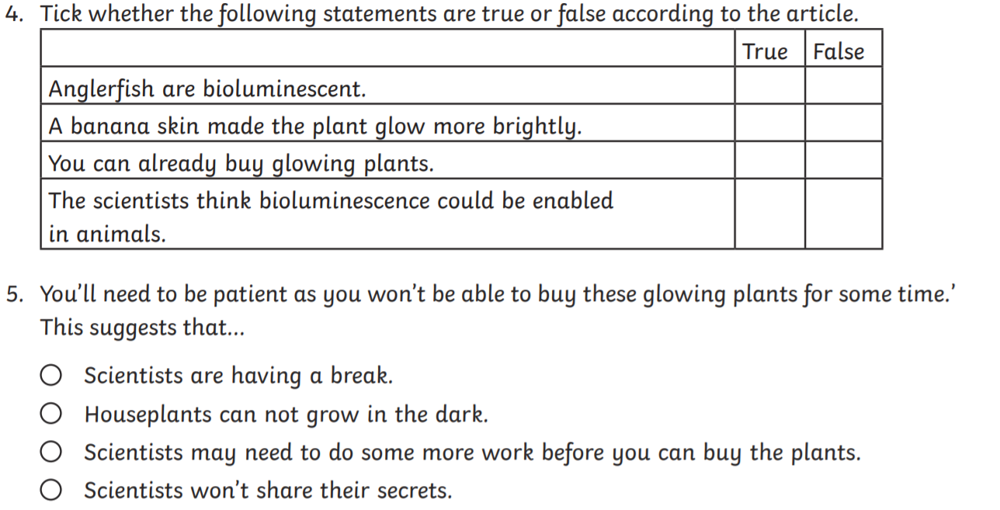 4. Tick whether the following statements are true or false according to the article.
True False
Anglerfish are bioluminescent.
A banana skin made the plant glow more brightly.
You can already buy glowing plants.
The scientists think bioluminescence could be enabled
in animals.
5. You'll need to be patient as you won't be able to buy these glowing plants for some time.'
This suggests that...
Scientists are having a break.
Houseplants can not grow in the dark.
Scientists may need to do some more work before you can buy the plants.
Scientists won't share their secrets.